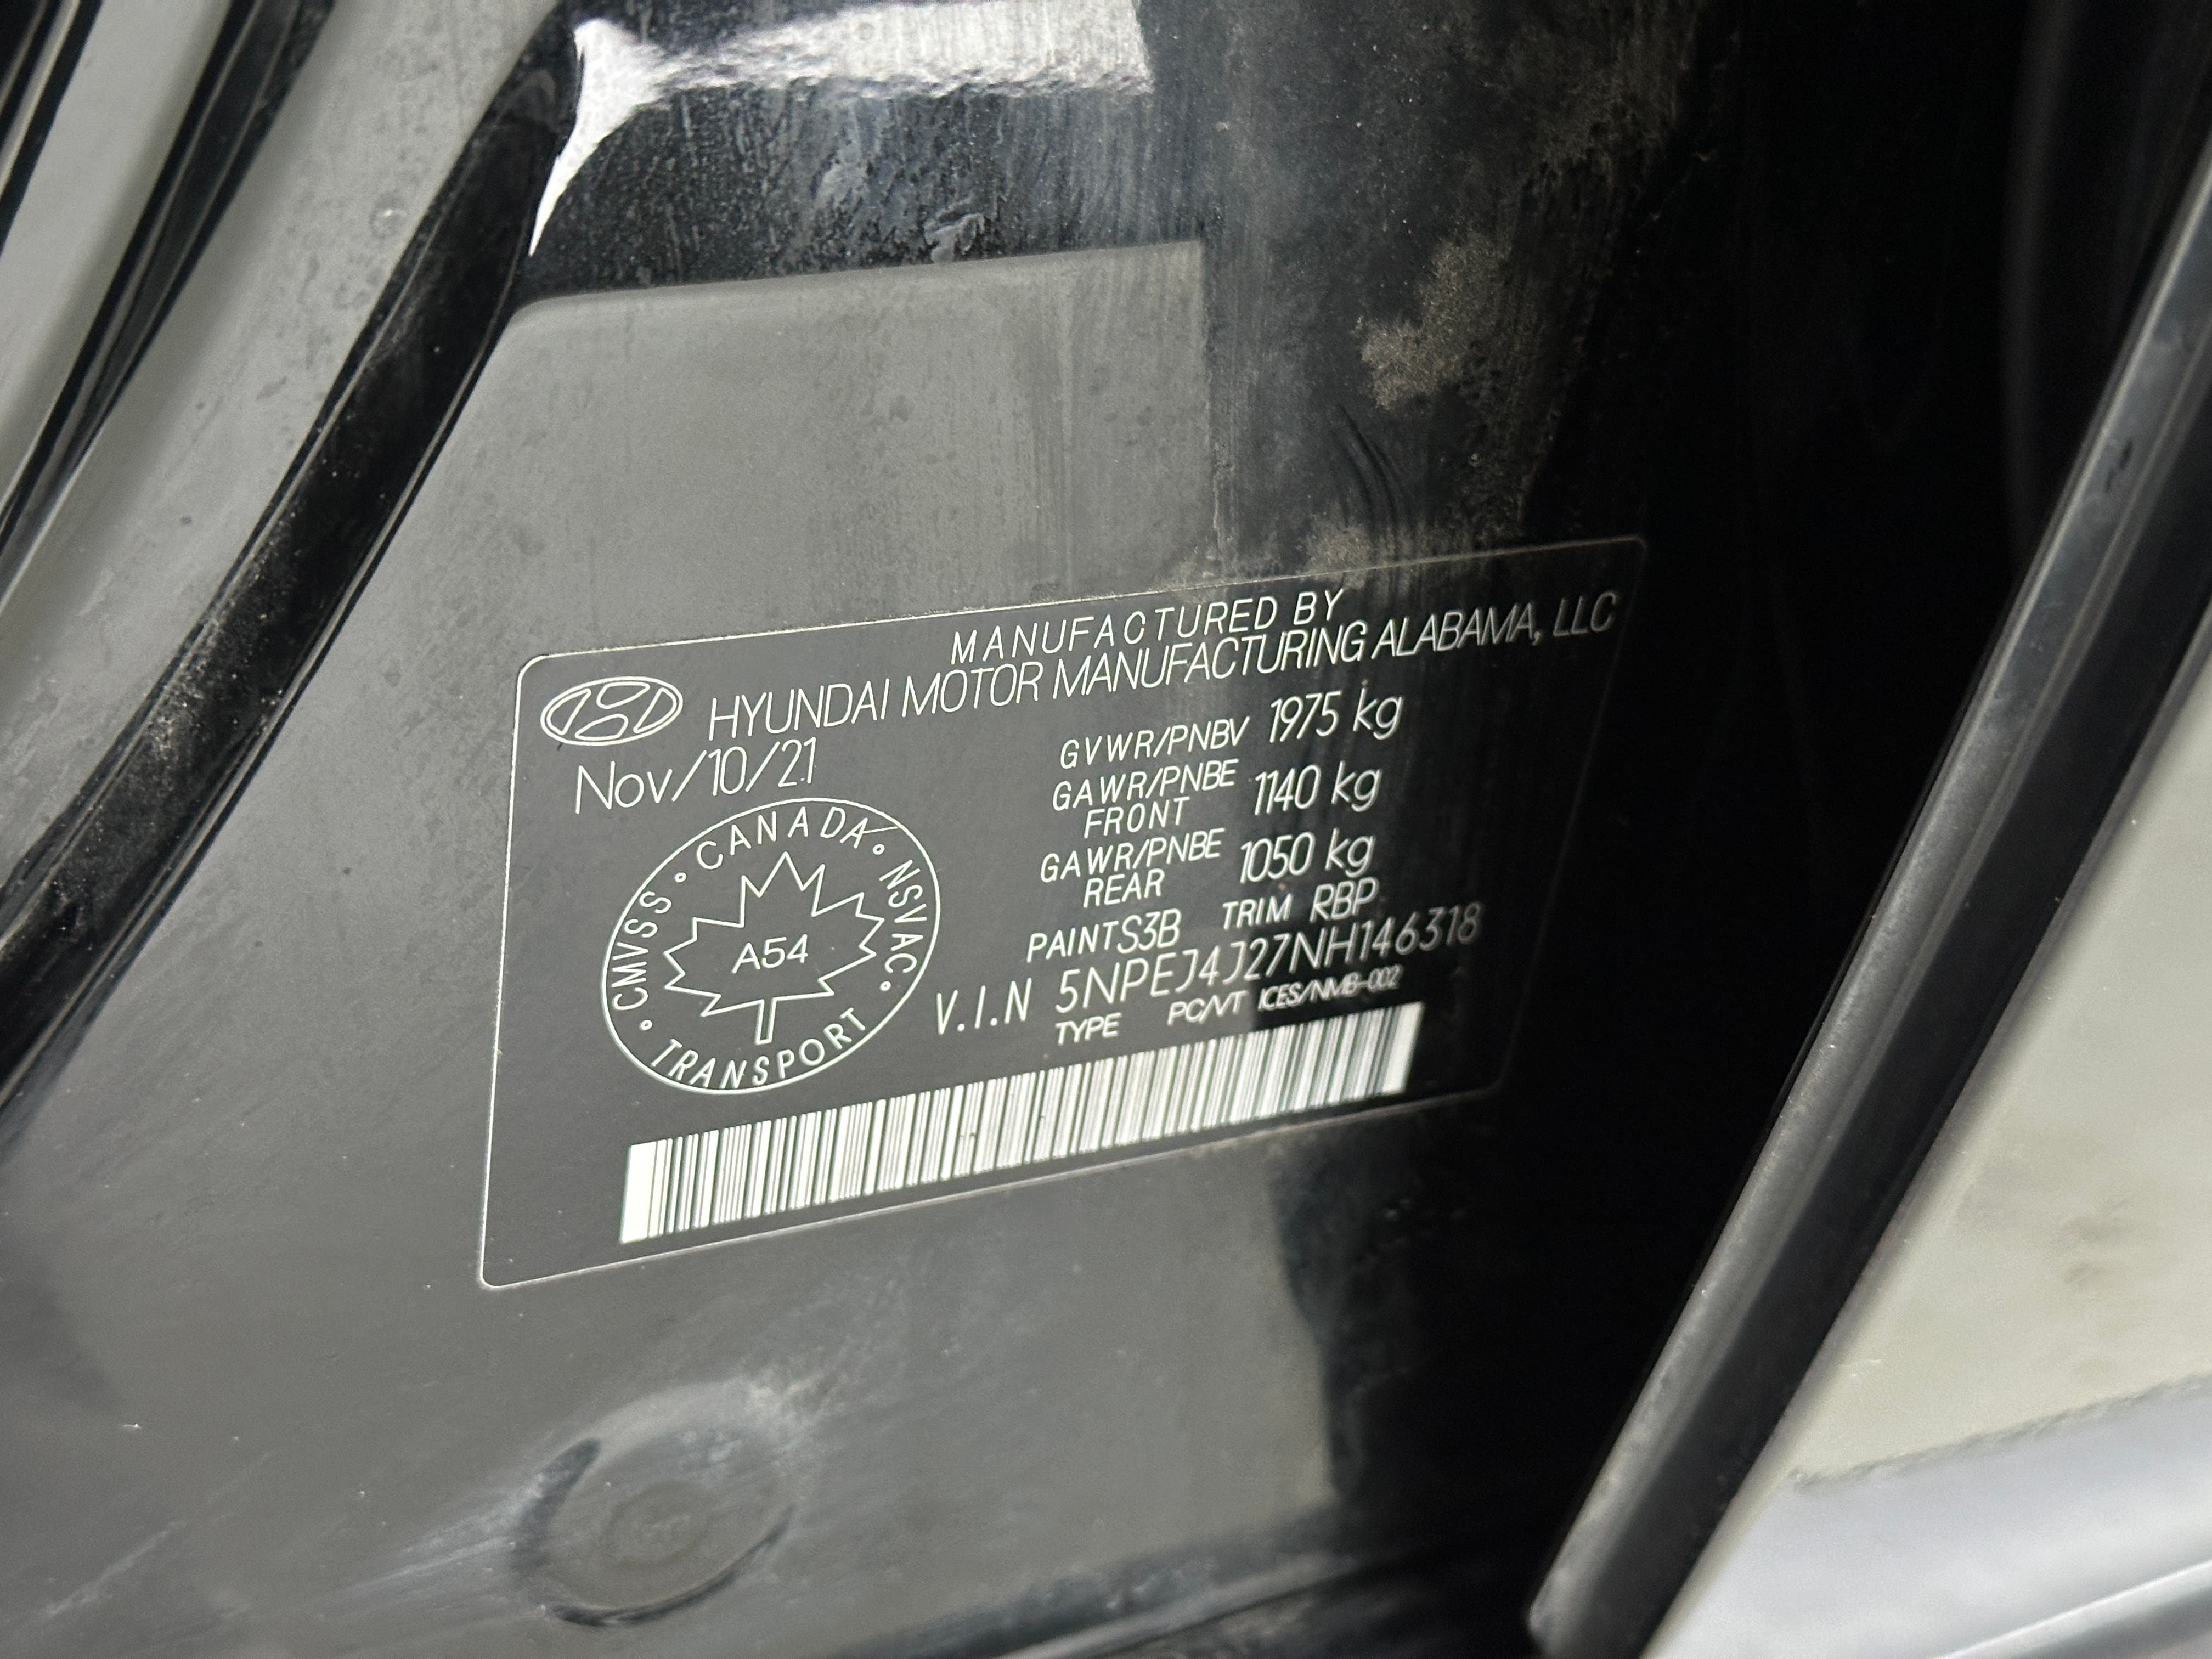 MANUFACTURED BY
HYUNDAI MOTOR MANUFACTURING ALABAMA, LLC
Nov/10/21
GVWR/PNBV 1975 kg
GAWR/PNBE FRONT 1140 kg
GAWR/PNBE REAR 1050 kg
PAINT S3B TRIM RBP
V.I.N 5NPEJ4J27NH146318
TYPE PC/VT ICES/NMB-002
CANADA
CMVSS
NSVAC
TRANSPORT
A54